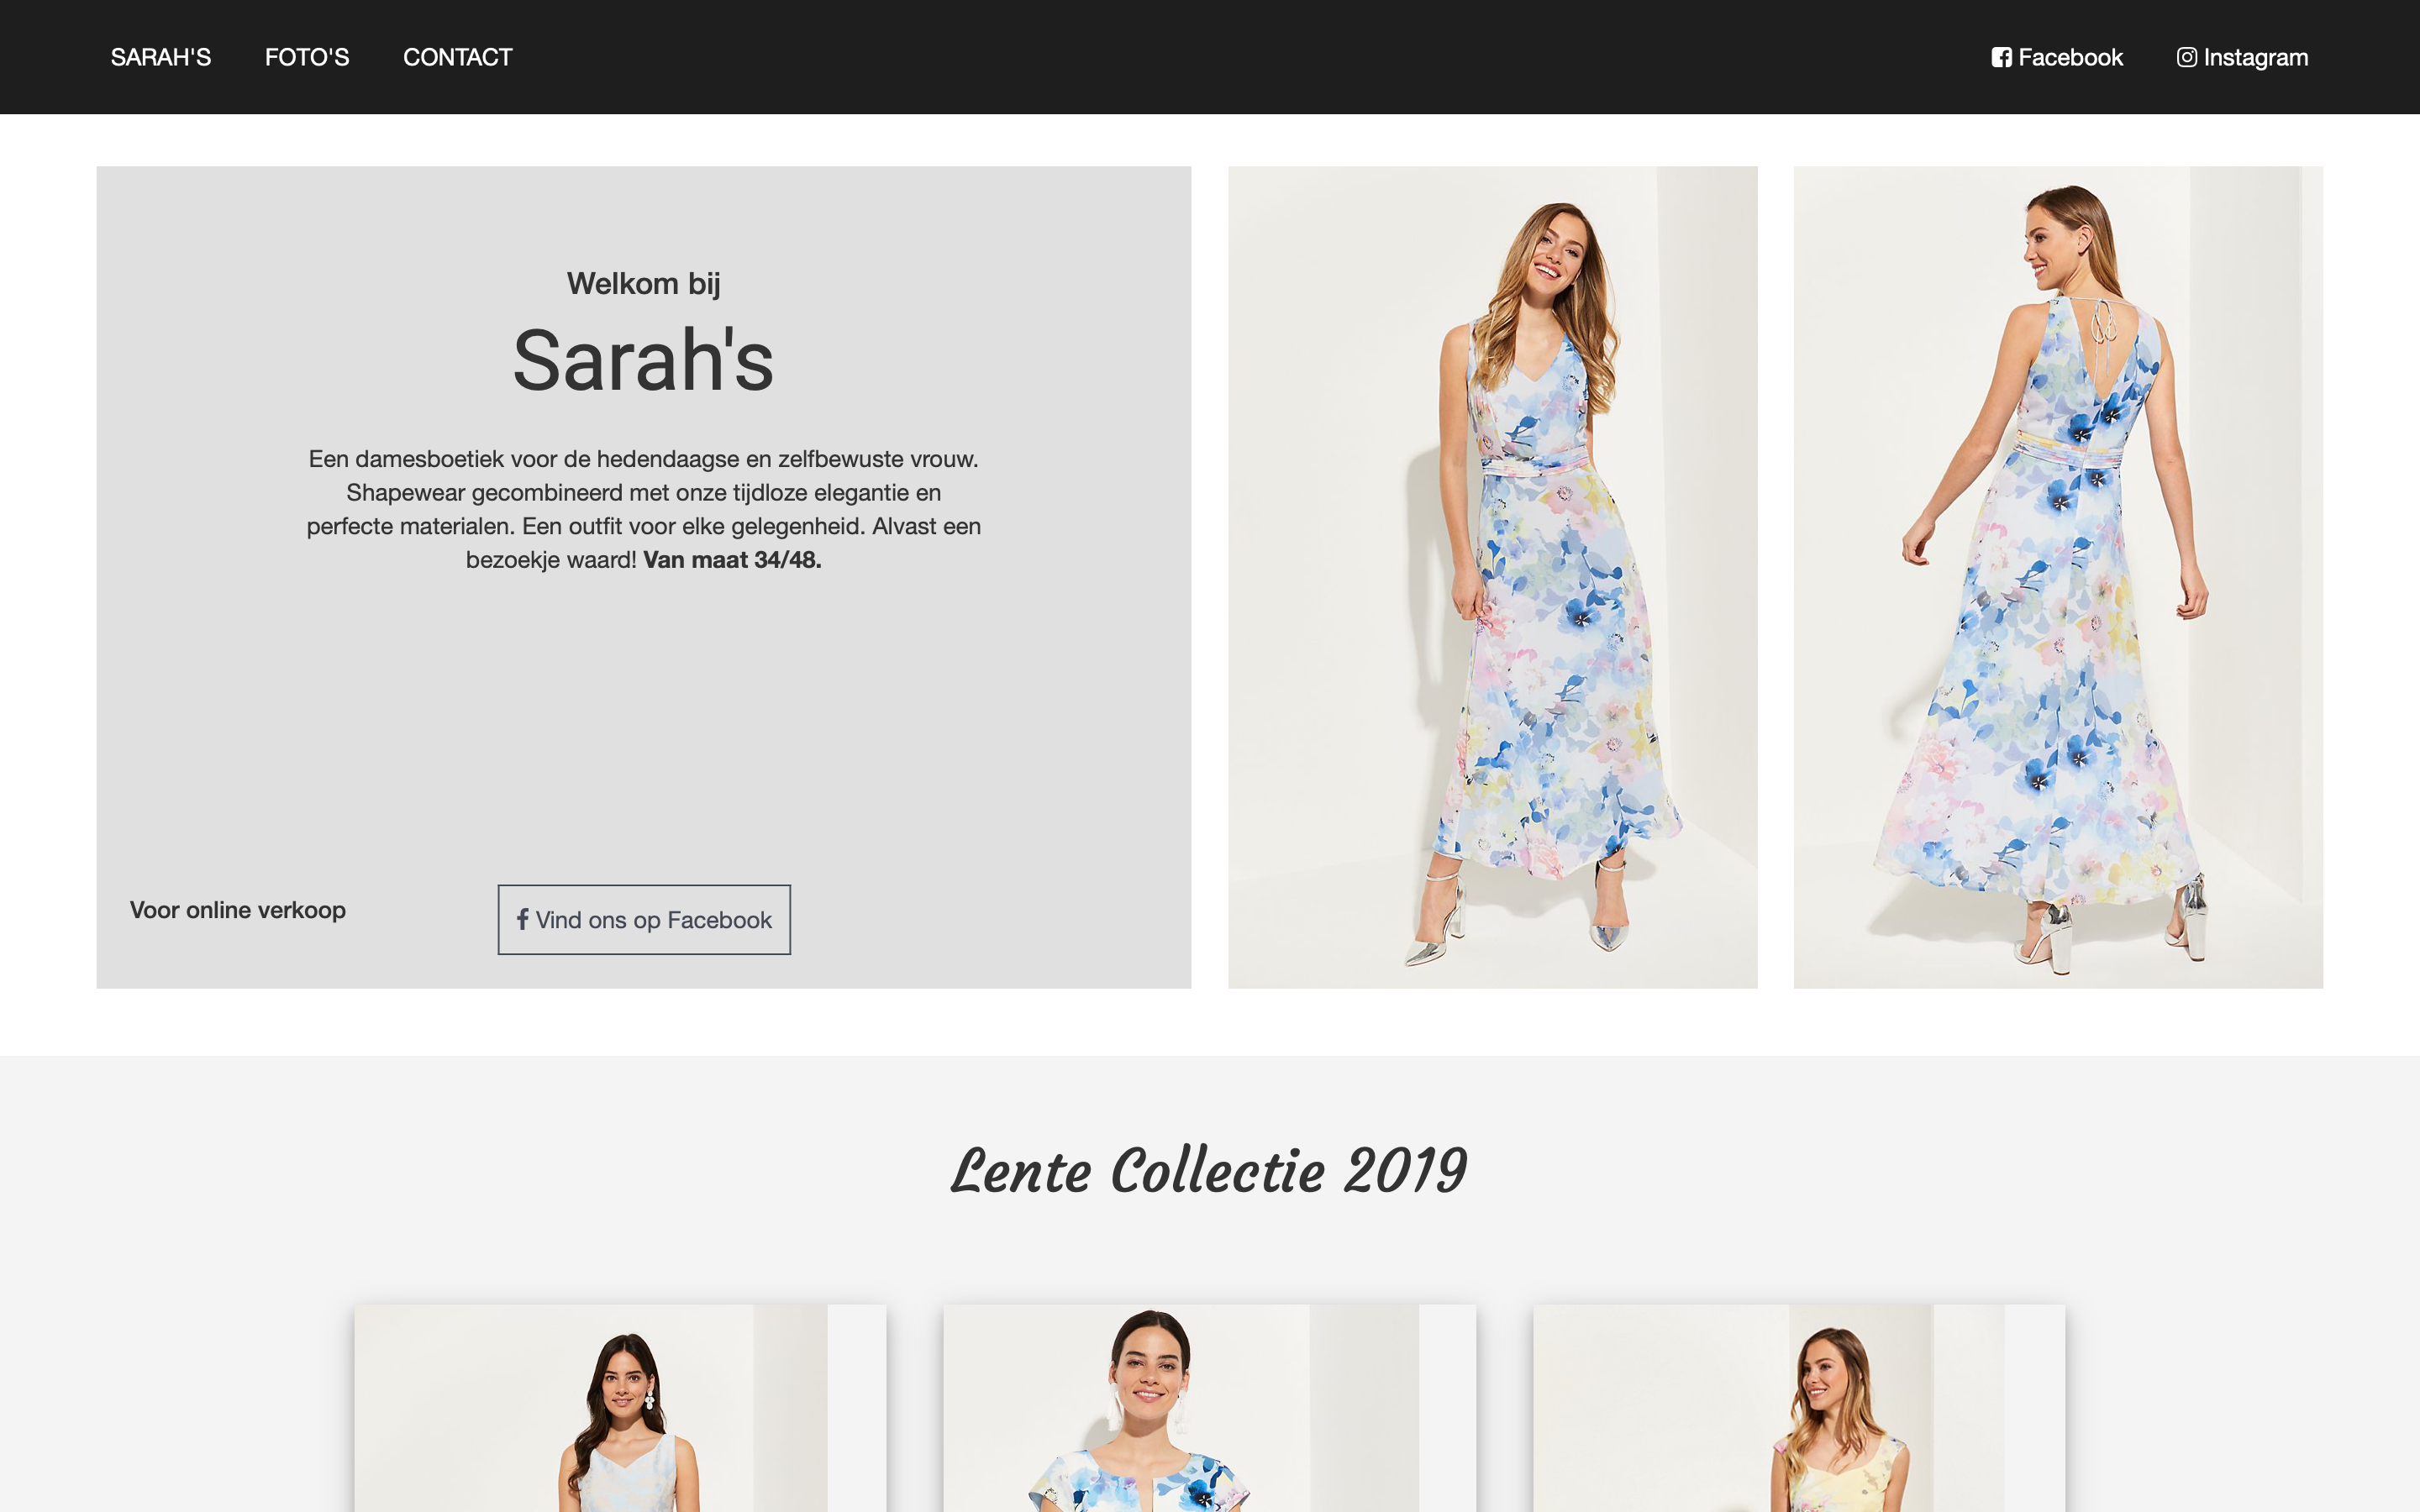 SARAH'S FOTO'S CONTACT Facebook Instagram
Welkom bij
Sarah's
Een damesboetiek voor de hedendaagse en zelfbewuste vrouw.
Shapewear gecombineerd met onze tijdloze elegantie en
perfecte materialen. Een outfit voor elke gelegenheid. Alvast een
bezoekje waard! Van maat 34/48.
Voor online verkoop
Vind ons op Facebook
Lente Collectie 2019